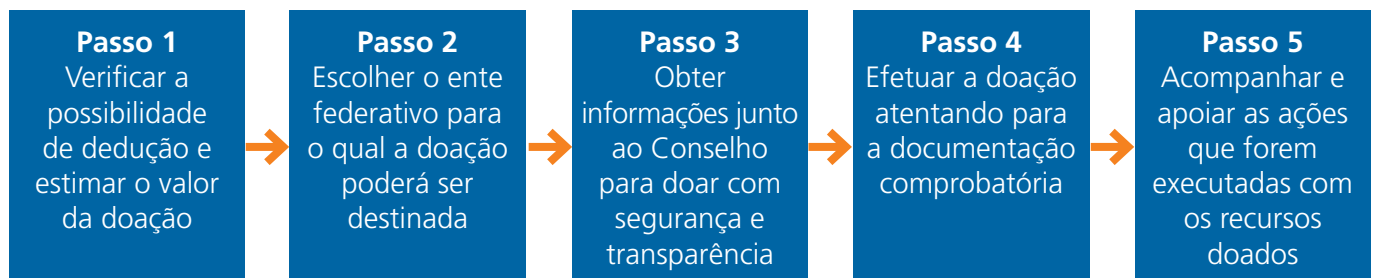 Passo 1
Verificar a
possibilidade
de dedução e
estimar o valor
da doação
Passo 2
Escolher o ente
federativo para
o qual a doação
poderá ser
destinada
Passo 3
Obter
informações junto
ao Conselho
para doar com
segurança e
transparência
Passo 4
Efetuar a doação
atentando para
a documentação
comprobatória
Passo 5
Acompanhar e
apoiar as ações
que forem
executadas com
os recursos
doados